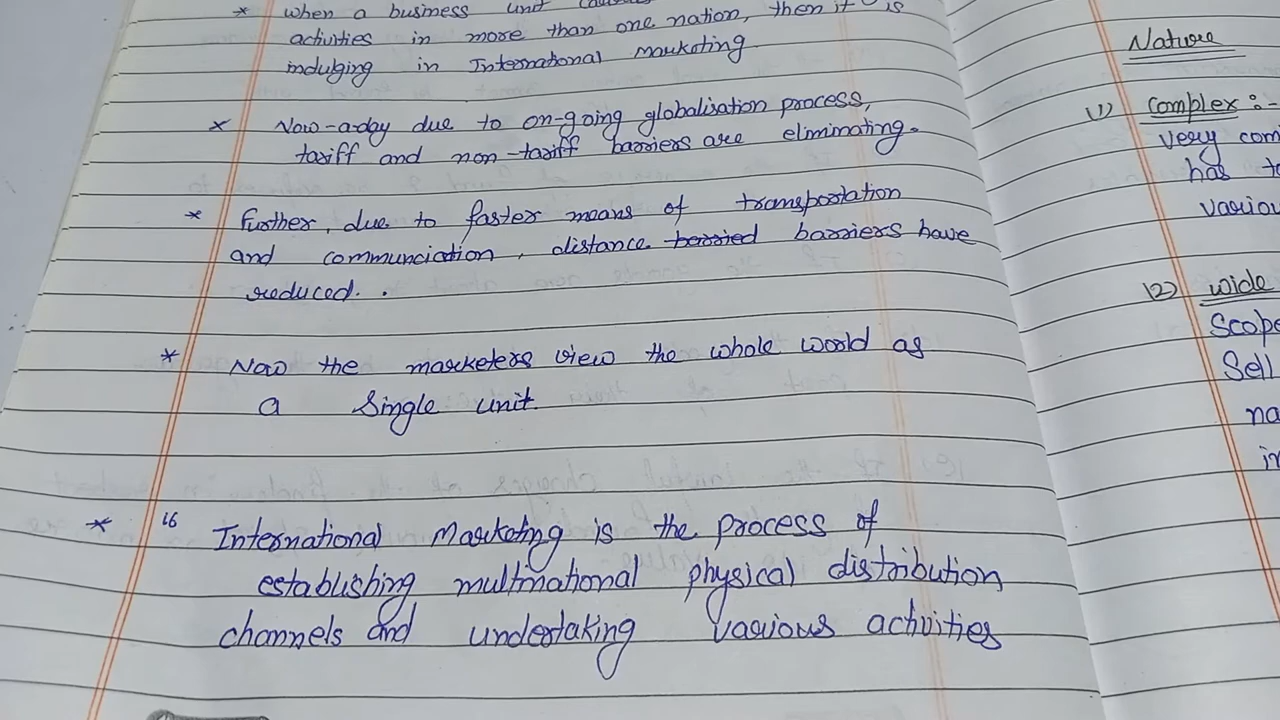 * when a business unit
activities in more than one nation, then it is
indulging in International Marketing
* Now-a-day due to on-going globalisation process,
tariff and non-tariff barriers are eliminating.
* Further, due to faster means of transportation
and communciation, distance barried barriers have
reduced..
* Now the marketers view the whole world as
a Single unit.
* " International Marketing is the process of
establishing multinational physical distribution
channels and undertaking various activities
Nature
(1) Complex :-
very com
has to
variou
(2) wide
Scope
Sell
na
in